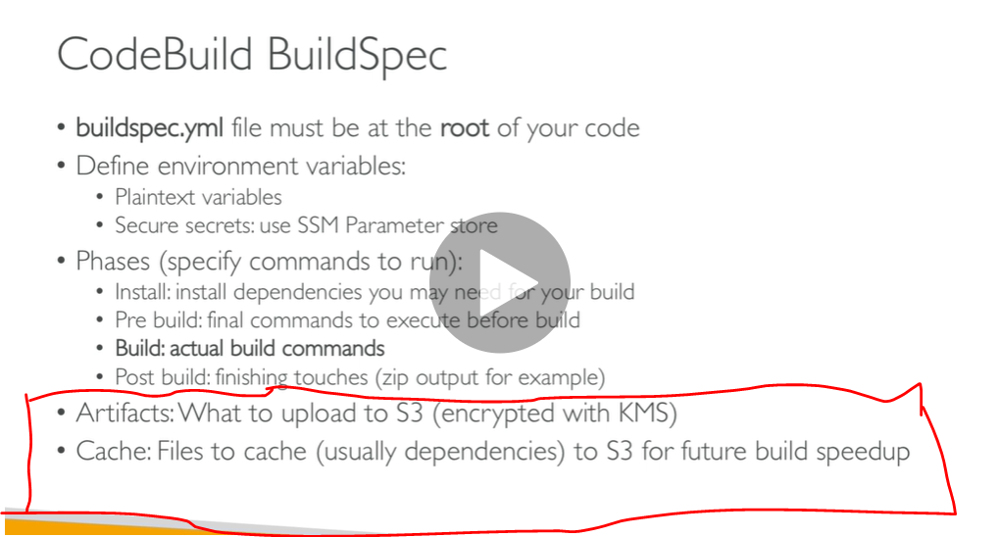 CodeBuild BuildSpec
• buildspec.yml file must be at the root of your code
• Define environment variables:
• Plaintext variables
• Secure secrets: use SSM Parameter store
• Phases (specify commands to run):
• Install: install dependencies you may need for your build
• Pre build: final commands to execute before build
• Build: actual build commands
• Post build: finishing touches (zip output for example)
• Artifacts: What to upload to S3 (encrypted with KMS)
• Cache: Files to cache (usually dependencies) to S3 for future build speedup